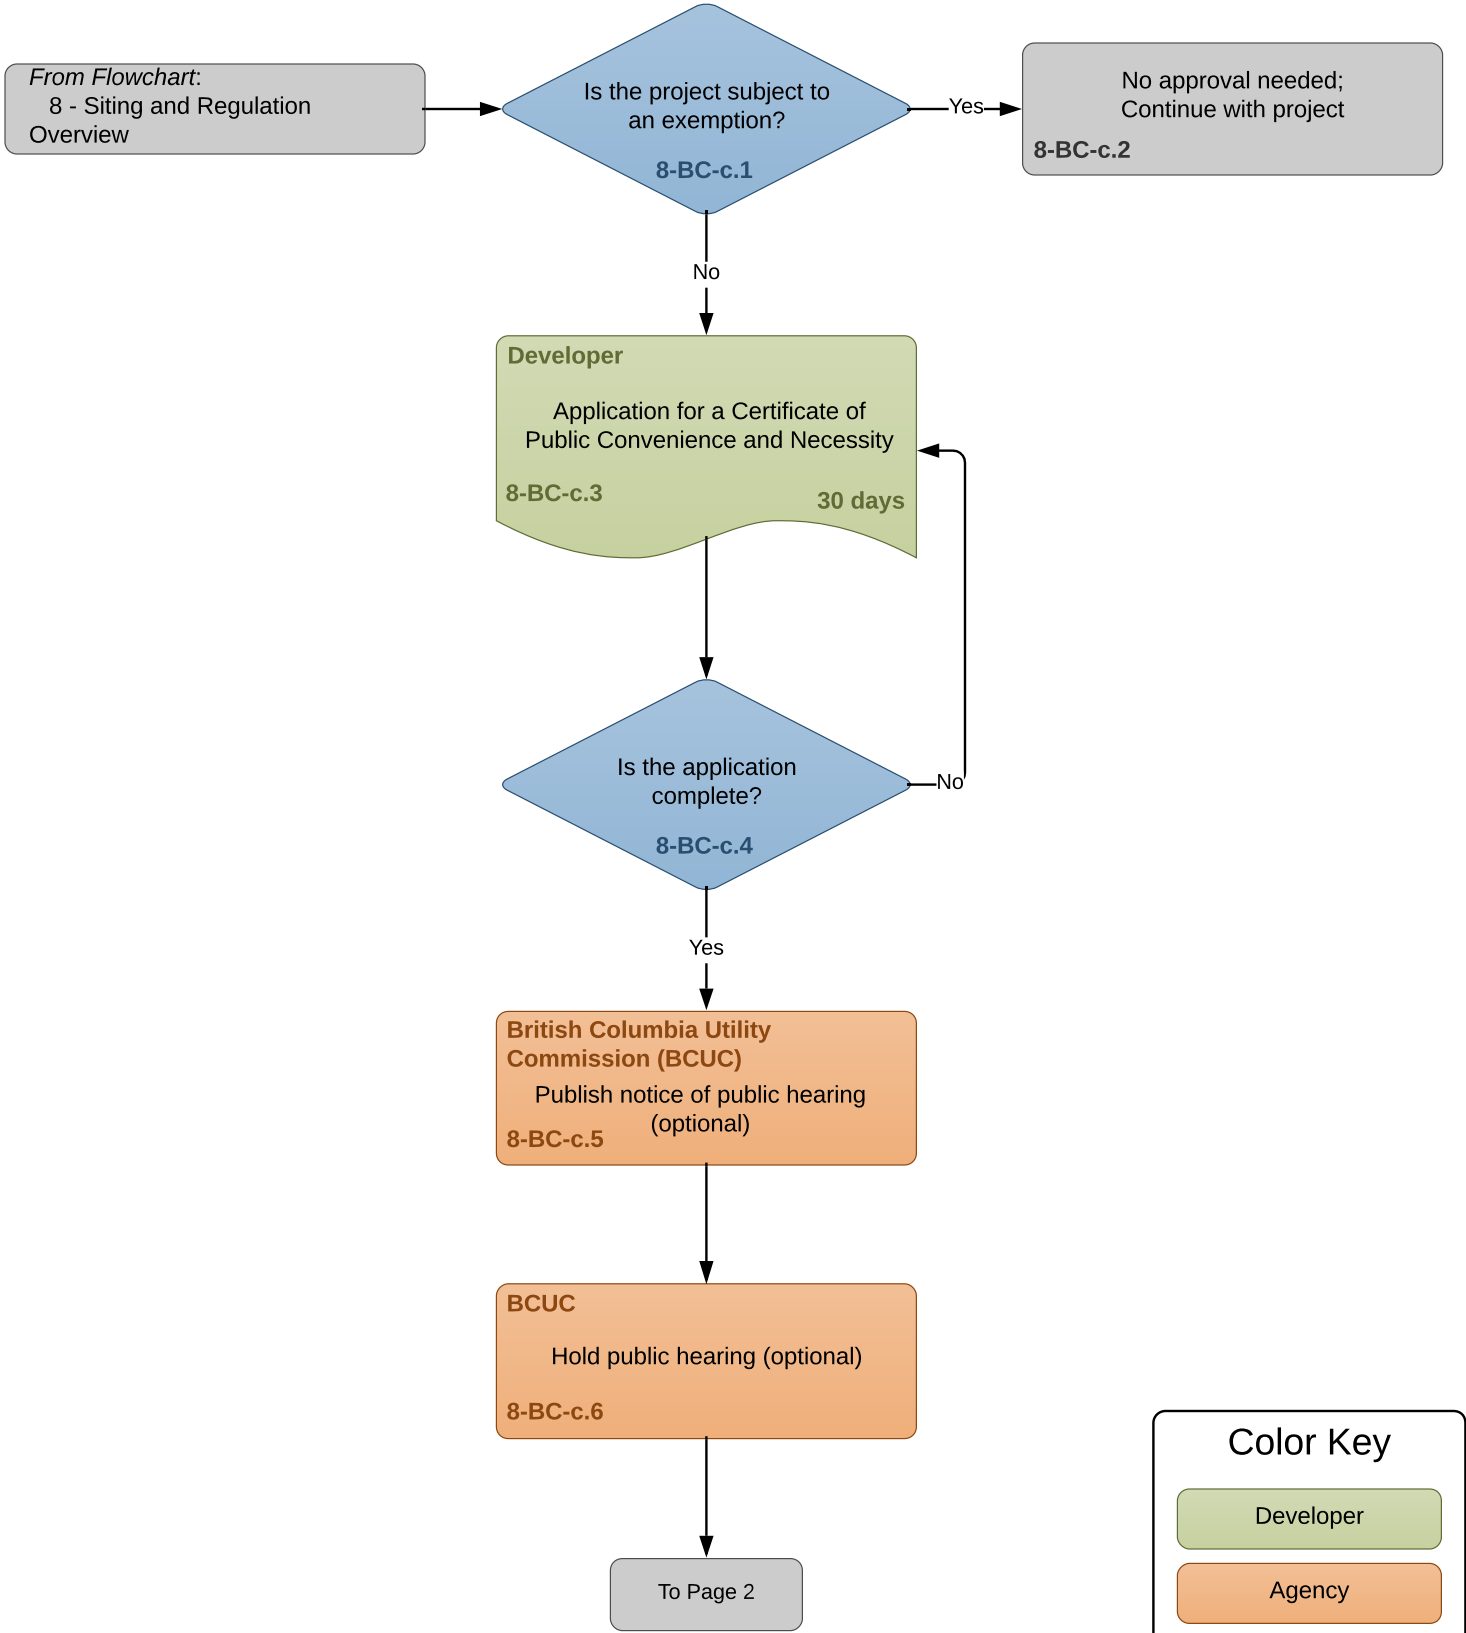 From Flowchart:
8 - Siting and Regulation
Overview
Is the project subject to
an exemption?
8-BC-c.1
Yes
No approval needed;
Continue with project
8-BC-c.2
No
Developer
Application for a Certificate of
Public Convenience and Necessity
8-BC-c.3
30 days
Is the application
complete?
8-BC-c.4
No
Yes
British Columbia Utility
Commission (BCUC)
Publish notice of public hearing
(optional)
8-BC-c.5
BCUC
Hold public hearing (optional)
8-BC-c.6
To Page 2
Color Key
Developer
Agency